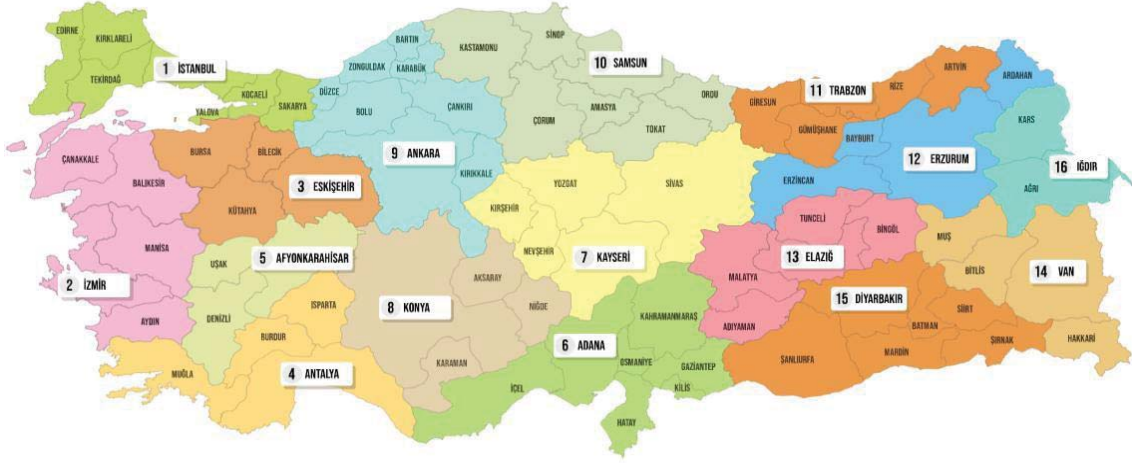 EDİRNE
KIRKLARELİ
TEKİRDAĞ
1 İSTANBUL
YALOVA
KOCAELİ
SAKARYA
ÇANAKKALE
BALIKESİR
MANİSA
2 İZMİR
AYDIN
BURSA
BİLECİK
3 ESKİŞEHİR
KÜTAHYA
UŞAK
5 AFYONKARAHİSAR
DENİZLİ
ISPARTA
BURDUR
MUĞLA
4 ANTALYA
BARTIN
ZONGULDAK
KARABÜK
DÜZCE
BOLU
ÇANKIRI
9 ANKARA
KIRIKKALE
KASTAMONU
SİNOP
10 SAMSUN
ÇORUM
AMASYA
ORDU
TOKAT
YOZGAT
SİVAS
KIRŞEHİR
NEVŞEHİR
7 KAYSERİ
AKSARAY
8 KONYA
NİĞDE
KARAMAN
KAHRAMANMARAŞ
6 ADANA
OSMANİYE
GAZİANTEP
KİLİS
İÇEL
HATAY
ARTVİN
RİZE
11 TRABZON
GİRESUN
GÜMÜŞHANE
ARDAHAN
BAYBURT
12 ERZURUM
ERZİNCAN
KARS
16 IĞDIR
AĞRI
TUNCELİ
BİNGÖL
13 ELAZIĞ
MALATYA
ADIYAMAN
MUŞ
BİTLİS
14 VAN
HAKKARİ
15 DİYARBAKIR
SİİRT
BATMAN
ŞIRNAK
MARDİN
ŞANLIURFA